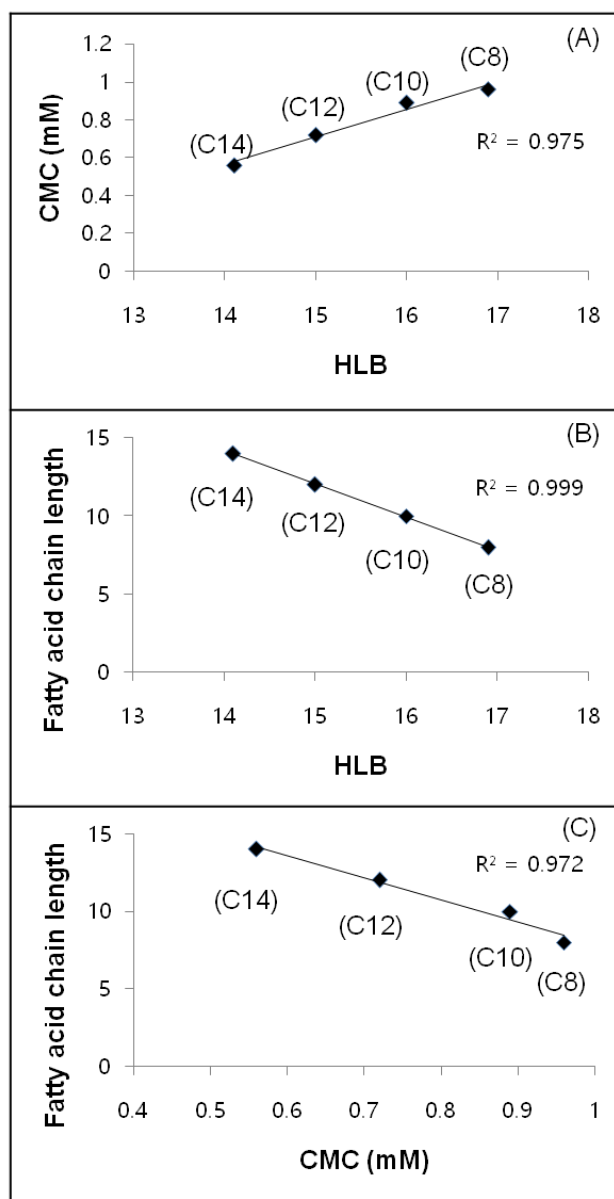 (A)
CMC (mM)
1.2
1
0.8
0.6
0.4
0.2
0
(C14)
(C12)
(C10)
(C8)
R² = 0.975
13 14 15 16 17 18
HLB
(B)
Fatty acid chain length
15
10
5
0
(C14)
(C12)
(C10)
(C8)
R² = 0.999
13 14 15 16 17 18
HLB
(C)
Fatty acid chain length
15
10
5
0
(C14)
(C12)
(C10)
(C8)
R² = 0.972
0.4 0.5 0.6 0.7 0.8 0.9 1
CMC (mM)